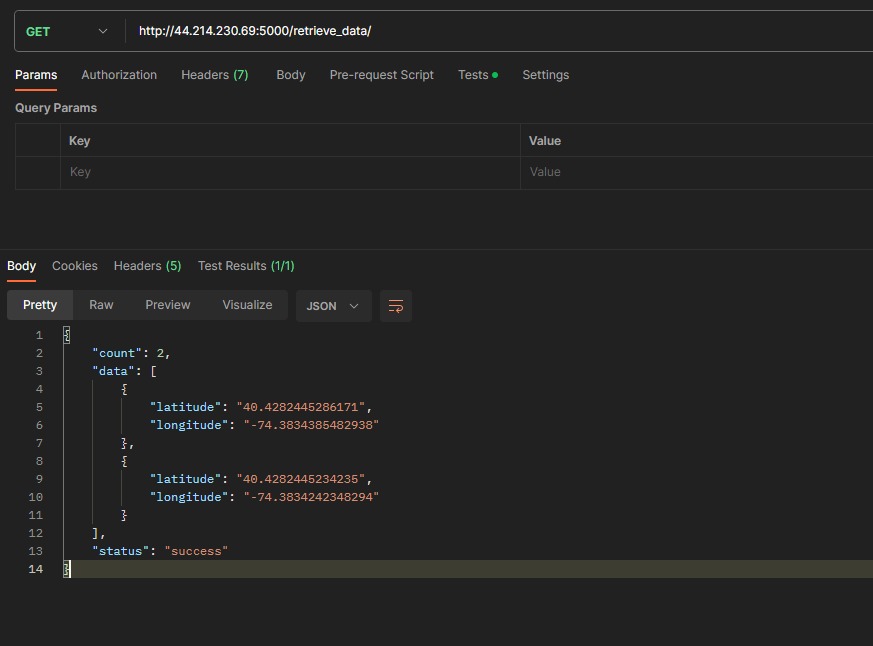 GET http://44.214.230.69:5000/retrieve_data/
Params Authorization Headers (7) Body Pre-request Script Tests Settings
Query Params
Key Value
Key Value
Body Cookies Headers (5) Test Results (1/1)
Pretty Raw Preview Visualize JSON
1 {
2 "count": 2,
3 "data": [
4 {
5 "latitude": "40.4282445286171",
6 "longitude": "-74.3834385482938"
7 },
8 {
9 "latitude": "40.4282445234235",
10 "longitude": "-74.3834242348294"
11 }
12 ],
13 "status": "success"
14 }